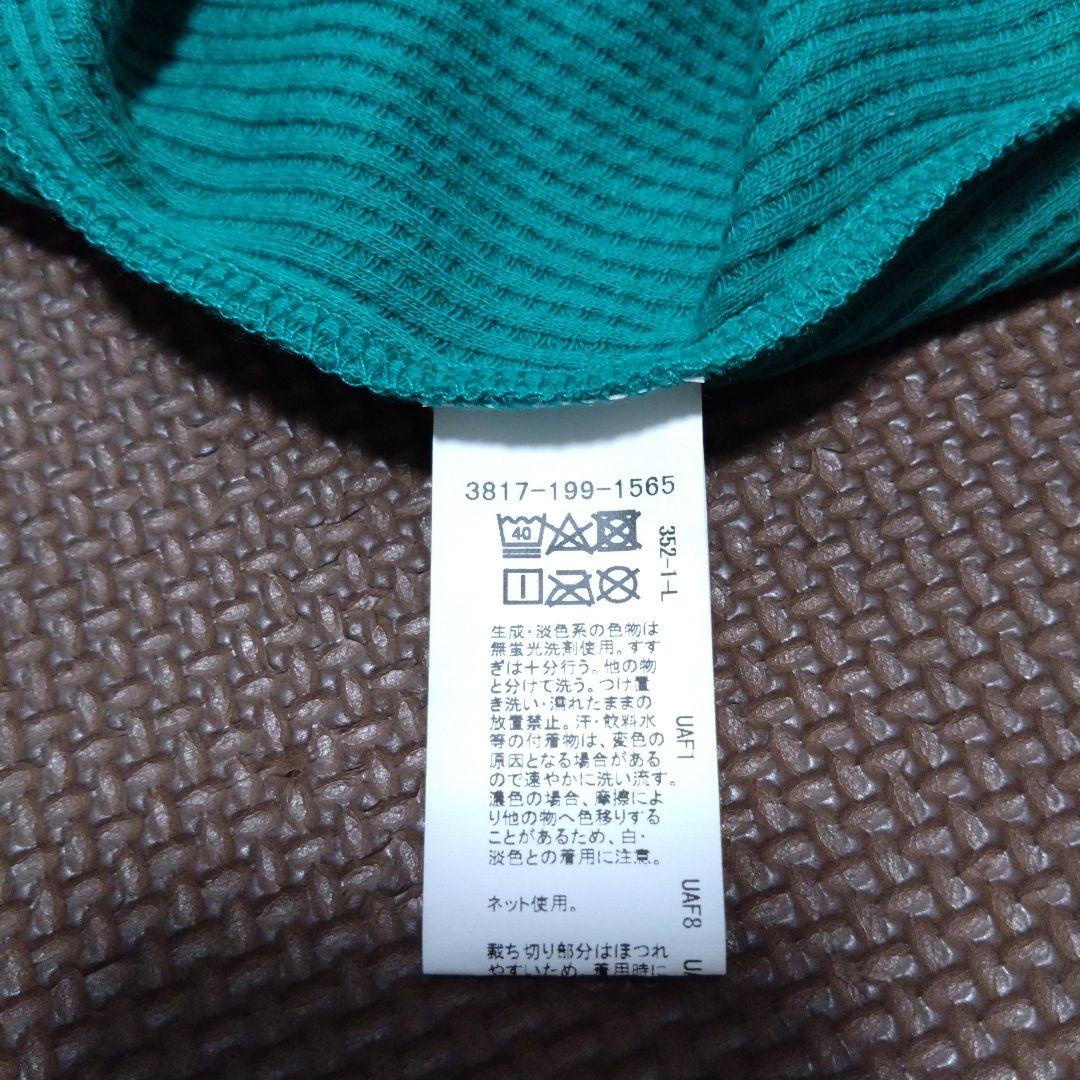 3817-199-1565
40
352-1-L
生成・淡色系の色物は
無蛍光洗剤使用。すす
ぎは十分行う。他の物
と分けて洗う。つけ置
き洗い・濡れたままの
放置禁止。汗・飲料水
等の付着物は、変色の
原因となる場合がある
ので速やかに洗い流す。
濃色の場合、摩擦によ
り他の物へ色移りする
ことがあるため、白・
淡色との着用に注意。
UAF1
ネット使用。
UAF8
裁ち切り部分はほつれ
やすいため、着用時に